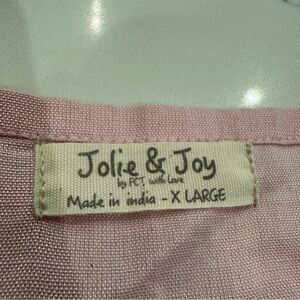 Jolie & Joy
by FCT with Love
Made in india - X LARGE